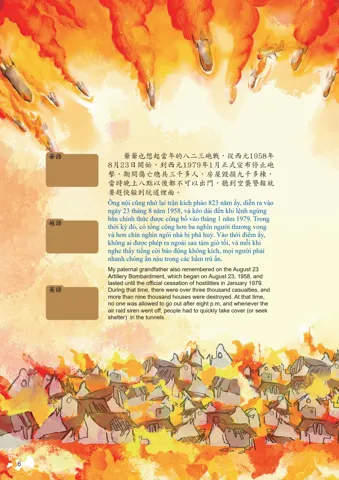 華語
爺爺也想起當年的八二三砲戰，從西元1958年
8月23日開始，到西元1979年1月正式宣布停止砲
擊，期間傷亡總共三千多人，房屋毀損九千多棟，
當時晚上八點以後都不可以出門，聽到空襲警報就
要趕快躲到坑道裡面。
越語
Ông nội cũng nhớ lại trận kích pháo 823 năm ấy, diễn ra vào
ngày 23 tháng 8 năm 1958, và kéo dài đến khi lệnh ngừng
bắn chính thức được công bố vào tháng 1 năm 1979. Trong
thời kỳ đó, có tổng cộng hơn ba nghìn người thương vong
và hơn chín nghìn ngôi nhà bị phá huỷ. Vào thời điểm ấy,
không ai được phép ra ngoài sau tám giờ tối, và mỗi khi
nghe thấy tiếng còi báo động không kích, mọi người phải
nhanh chóng ẩn náu trong các hầm trú ẩn.
英語
My paternal grandfather also remembered the August 23
Artillery Bombardment, which began on August 23, 1958, and
lasted until the official cessation of hostilities in January 1979.
During that time, there were over three thousand casualties, and
more than nine thousand houses were destroyed. At that time,
no one was allowed to go out after eight p.m, and whenever the
air raid siren went off, people had to quickly take cover (or seek
shelter) in the tunnels.
6